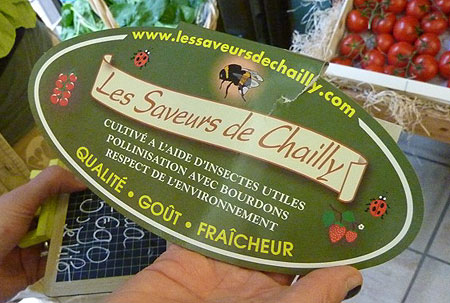 www.lessaveursdechailly.com
Les Saveurs de Chailly
CULTIVÉ À L'AIDE D'INSECTES UTILES
POLLINISATION AVEC BOURDONS
RESPECT DE L'ENVIRONNEMENT
QUALITÉ • GOÛT • FRAÎCHEUR